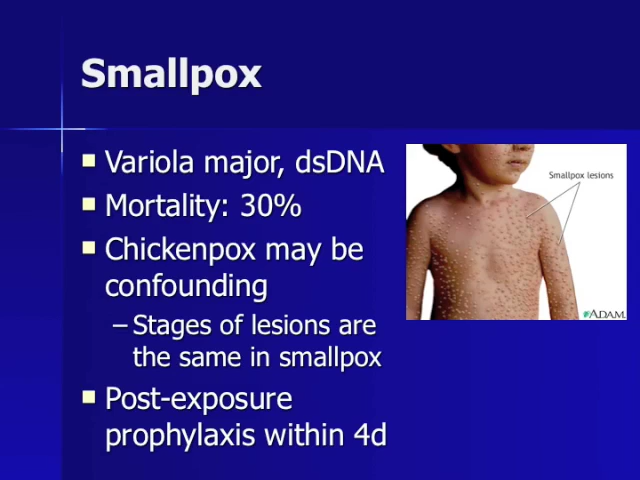 Smallpox
Variola major, dsDNA
Mortality: 30%
Chickenpox may be
confounding
– Stages of lesions are
the same in smallpox
Post-exposure
prophylaxis within 4d
Smallpox lesions
ADAM